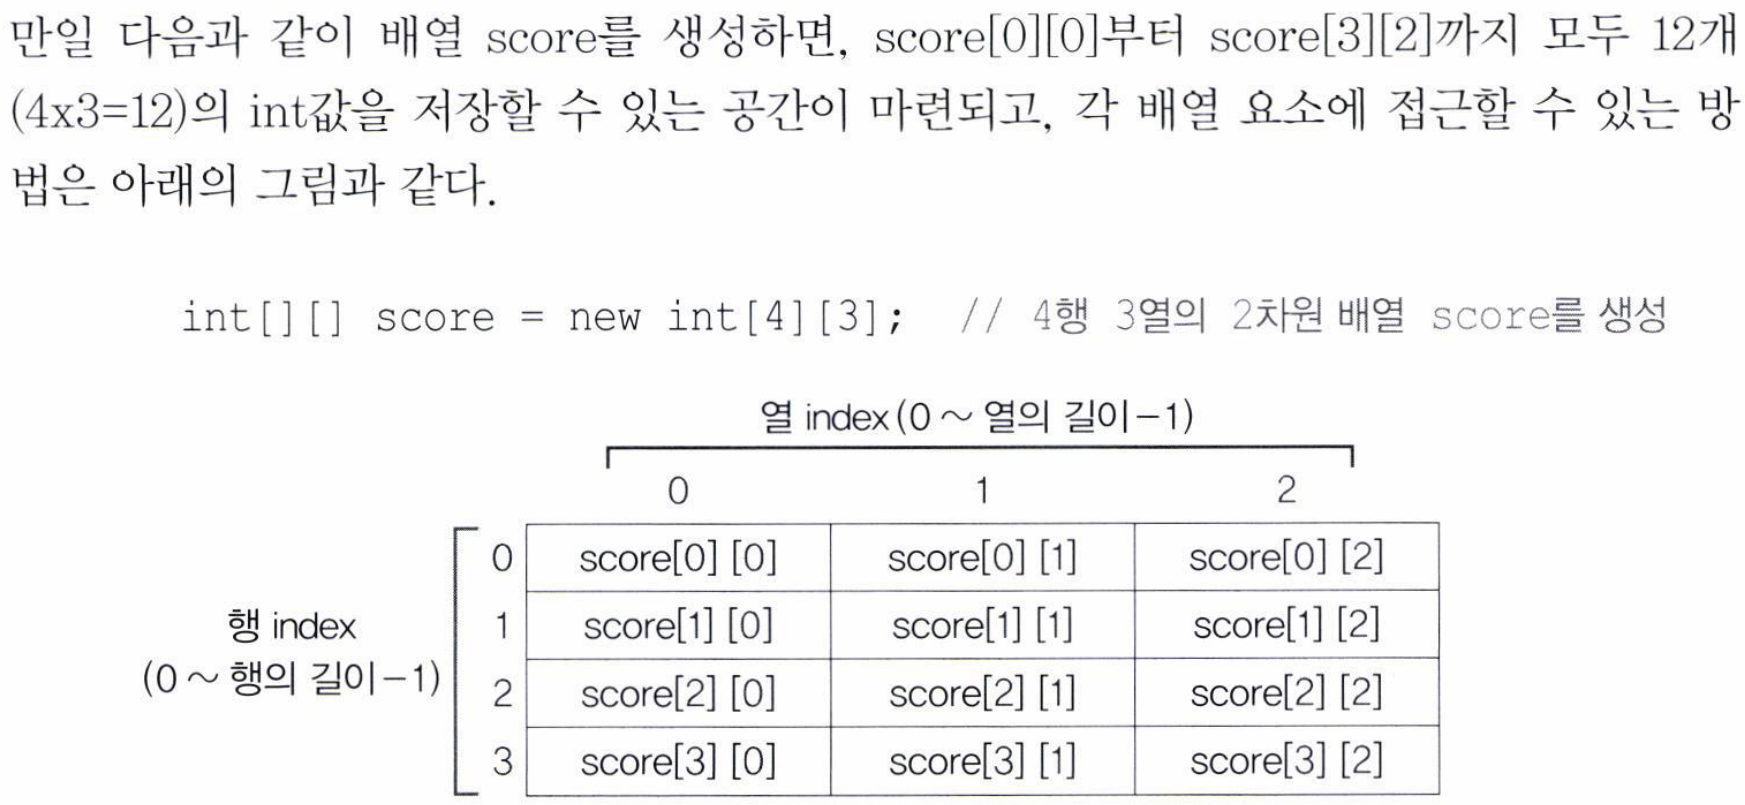 만일 다음과 같이 배열 score를 생성하면, score[0][0]부터 score[3][2]까지 모두 12개
(4x3=12)의 int값을 저장할 수 있는 공간이 마련되고, 각 배열 요소에 접근할 수 있는 방
법은 아래의 그림과 같다.
int[][] score = new int[4][3];   // 4행 3열의 2차원 배열 score를 생성
열 index(0 ~ 열의 길이-1)
0 1 2
0 score[0] [0] score[0] [1] score[0] [2]
행 index 1 score[1] [0] score[1] [1] score[1] [2]
(0 ~ 행의 길이-1) 2 score[2] [0] score[2] [1] score[2] [2]
3 score[3] [0] score[3] [1] score[3] [2]